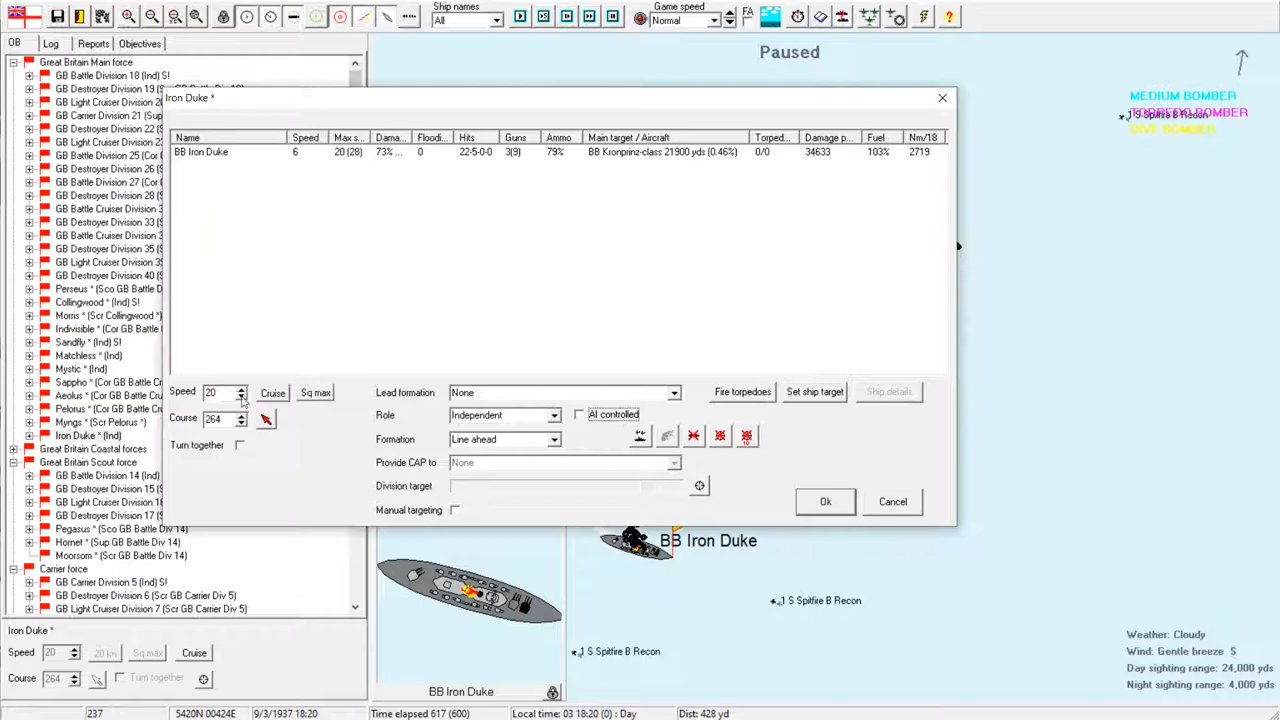 Ship names
All
Game speed
Normal
FA
OB Log Reports Objectives
Great Britain Main force
GB Battle Division 18 (Ind) S!
GB Destroyer Division 19
GB Light Cruiser Division 20
GB Carrier Division 21 (Sup
GB Destroyer Division 22
GB Battle Division 25 (Cor
GB Destroyer Division 26
GB Battle Division 27 (Cor
GB Destroyer Division 28
GB Battle Cruiser Division 3
GB Destroyer Division 33
GB Battle Cruiser Division 3
GB Destroyer Division 35
GB Light Cruiser Division 3
GB Destroyer Division 40
Perseus * (Sco GB Battle D
Collingwood * (Ind) S!
Morris * (Scr Collingwood *
Indivisible * (Cor GB Battle
Sandfly * (Ind) S!
Matchless * (Ind)
Mystic * (Ind)
Sappho * (Cor GB Battle C
Aeolus * (Cor GB Battle Cru
Pelorus * (Cor GB Battle Cr
Myngs * (Scr Pelorus *)
Iron Duke * (Ind)
Great Britain Coastal forces
Great Britain Scout force
GB Battle Division 14 (Ind)
GB Destroyer Division 15
GB Light Cruiser Division 16
GB Destroyer Division 17
Pegasus * (Sup GB Battle Div 14)
Hornet * (Sup GB Battle Div 14)
Moorsom * (Scr GB Battle Div 14)
Carrier force
GB Carrier Division 5 (Ind) S!
GB Destroyer Division 6 (Scr GB Carrier Div 5)
GB Light Cruiser Division 7 (Scr GB Carrier Div 5)
Iron Duke *
Speed 20 20 kn Sq max Cruise
Course 264 Turn together
Paused
MEDIUM BOMBER
TORPEDO BOMBER
1 S Spitfire B Recon
DIVE BOMBER
Iron Duke *
Name Speed Max s... Dama... Floodi... Hits Guns Ammo Main target / Aircraft Torped... Damage p... Fuel Nm/18
BB Iron Duke 6 20 (28) 73% ... 0 22-5-0-0 3(9) 79% BB Kronprinz-class 21900 yds (0.46%) 0/0 34633 103% 2719
Speed 20 Cruise Sq max
Course 264
Turn together
Lead formation None
Role Independent AI controlled
Formation Line ahead
Provide CAP to None
Division target
Manual targeting
Fire torpedoes Set ship target Ship details
Ok Cancel
BB Iron Duke
1 S Spitfire B Recon
1 S Spitfire B Recon
BB Iron Duke
Weather: Cloudy
Wind: Gentle breeze S
Day sighting range: 24,000 yds
Night sighting range: 4,000 yds
237 5420N 00424E 9/3/1937 18:20 Time elapsed 617 (600) Local time: 03 18:20 (0) : Day Dist: 428 yd